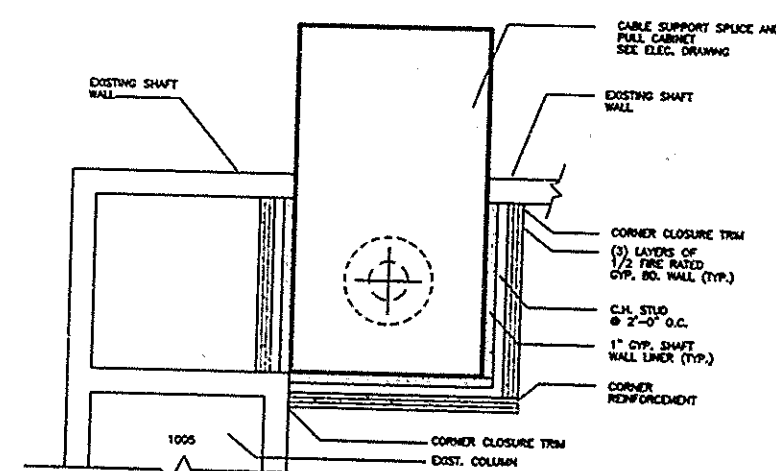 CABLE SUPPORT SPLICE AND
PULL CABINET
SEE ELEC. DRAWING
EXISTING SHAFT
WALL
EXISTING SHAFT
WALL
CORNER CLOSURE TRIM
(3) LAYERS OF
1/2 FIRE RATED
GYP. BD. WALL (TYP.)
C.H. STUD
@ 2'-0" O.C.
1" GYP. SHAFT
WALL LINER (TYP.)
CORNER
REINFORCEMENT
1005
CORNER CLOSURE TRIM
EXIST. COLUMN